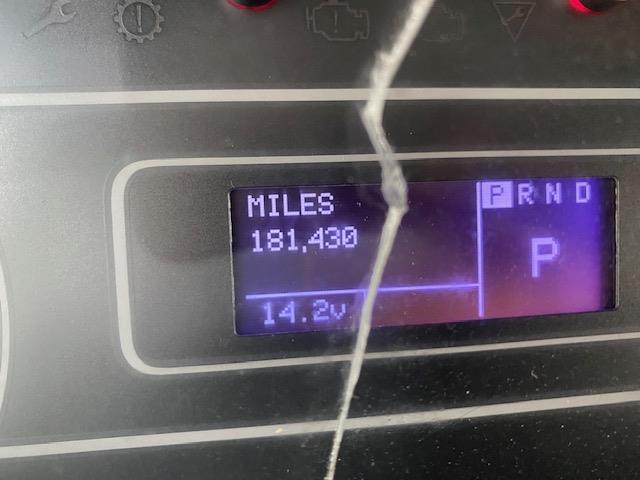 MILES
181,430
14.2v
P R N D
P